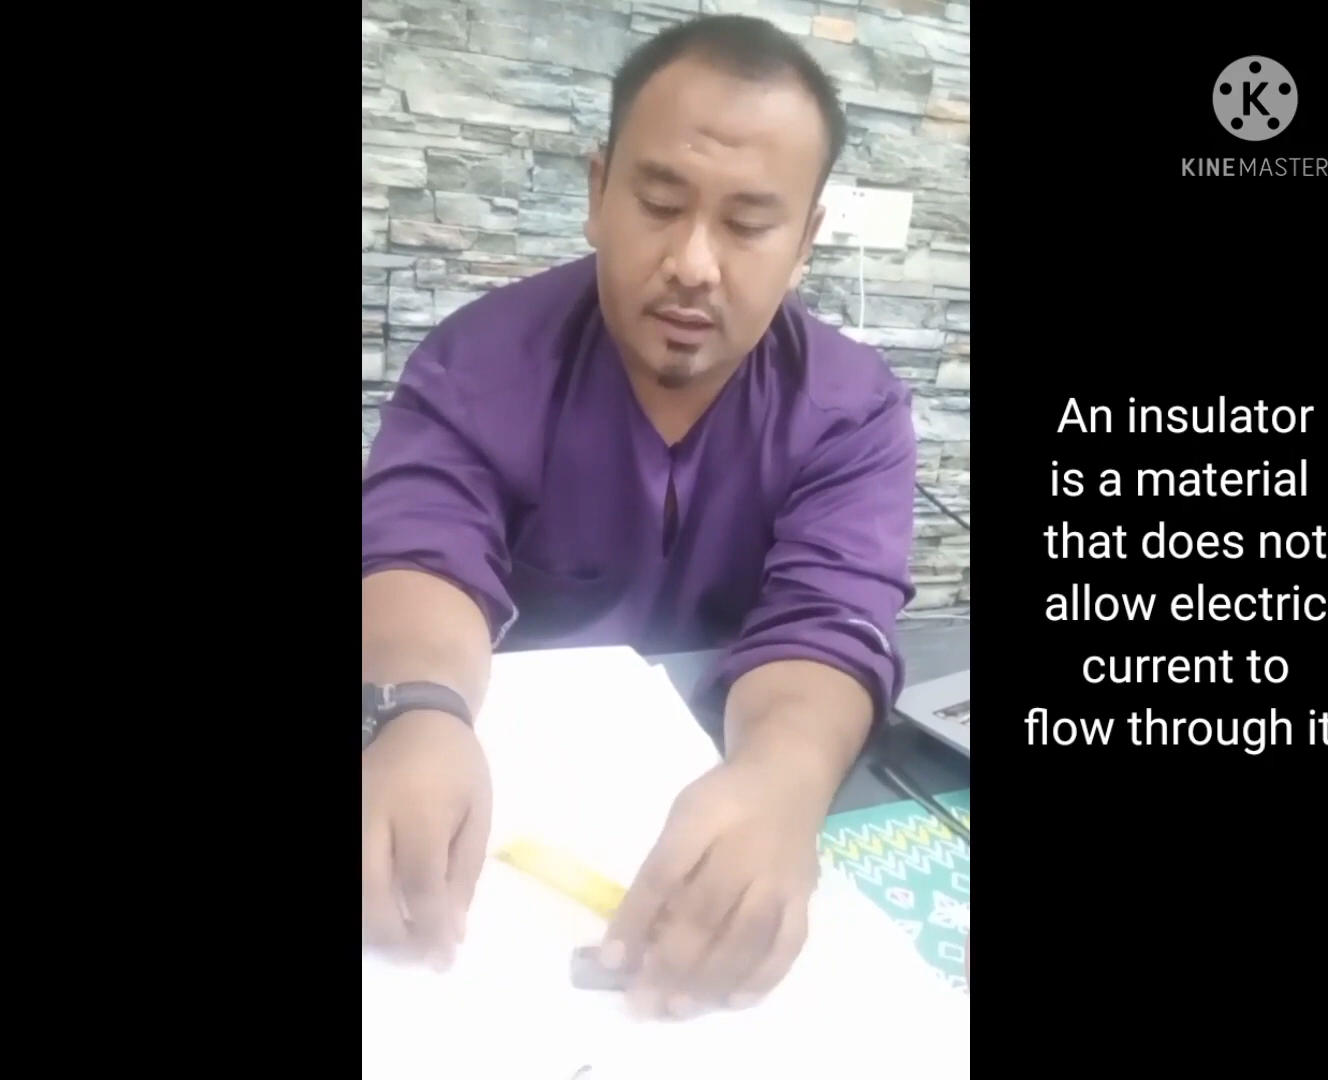 K
KINEMASTER
An insulator
is a material
that does not
allow electric
current to
flow through it